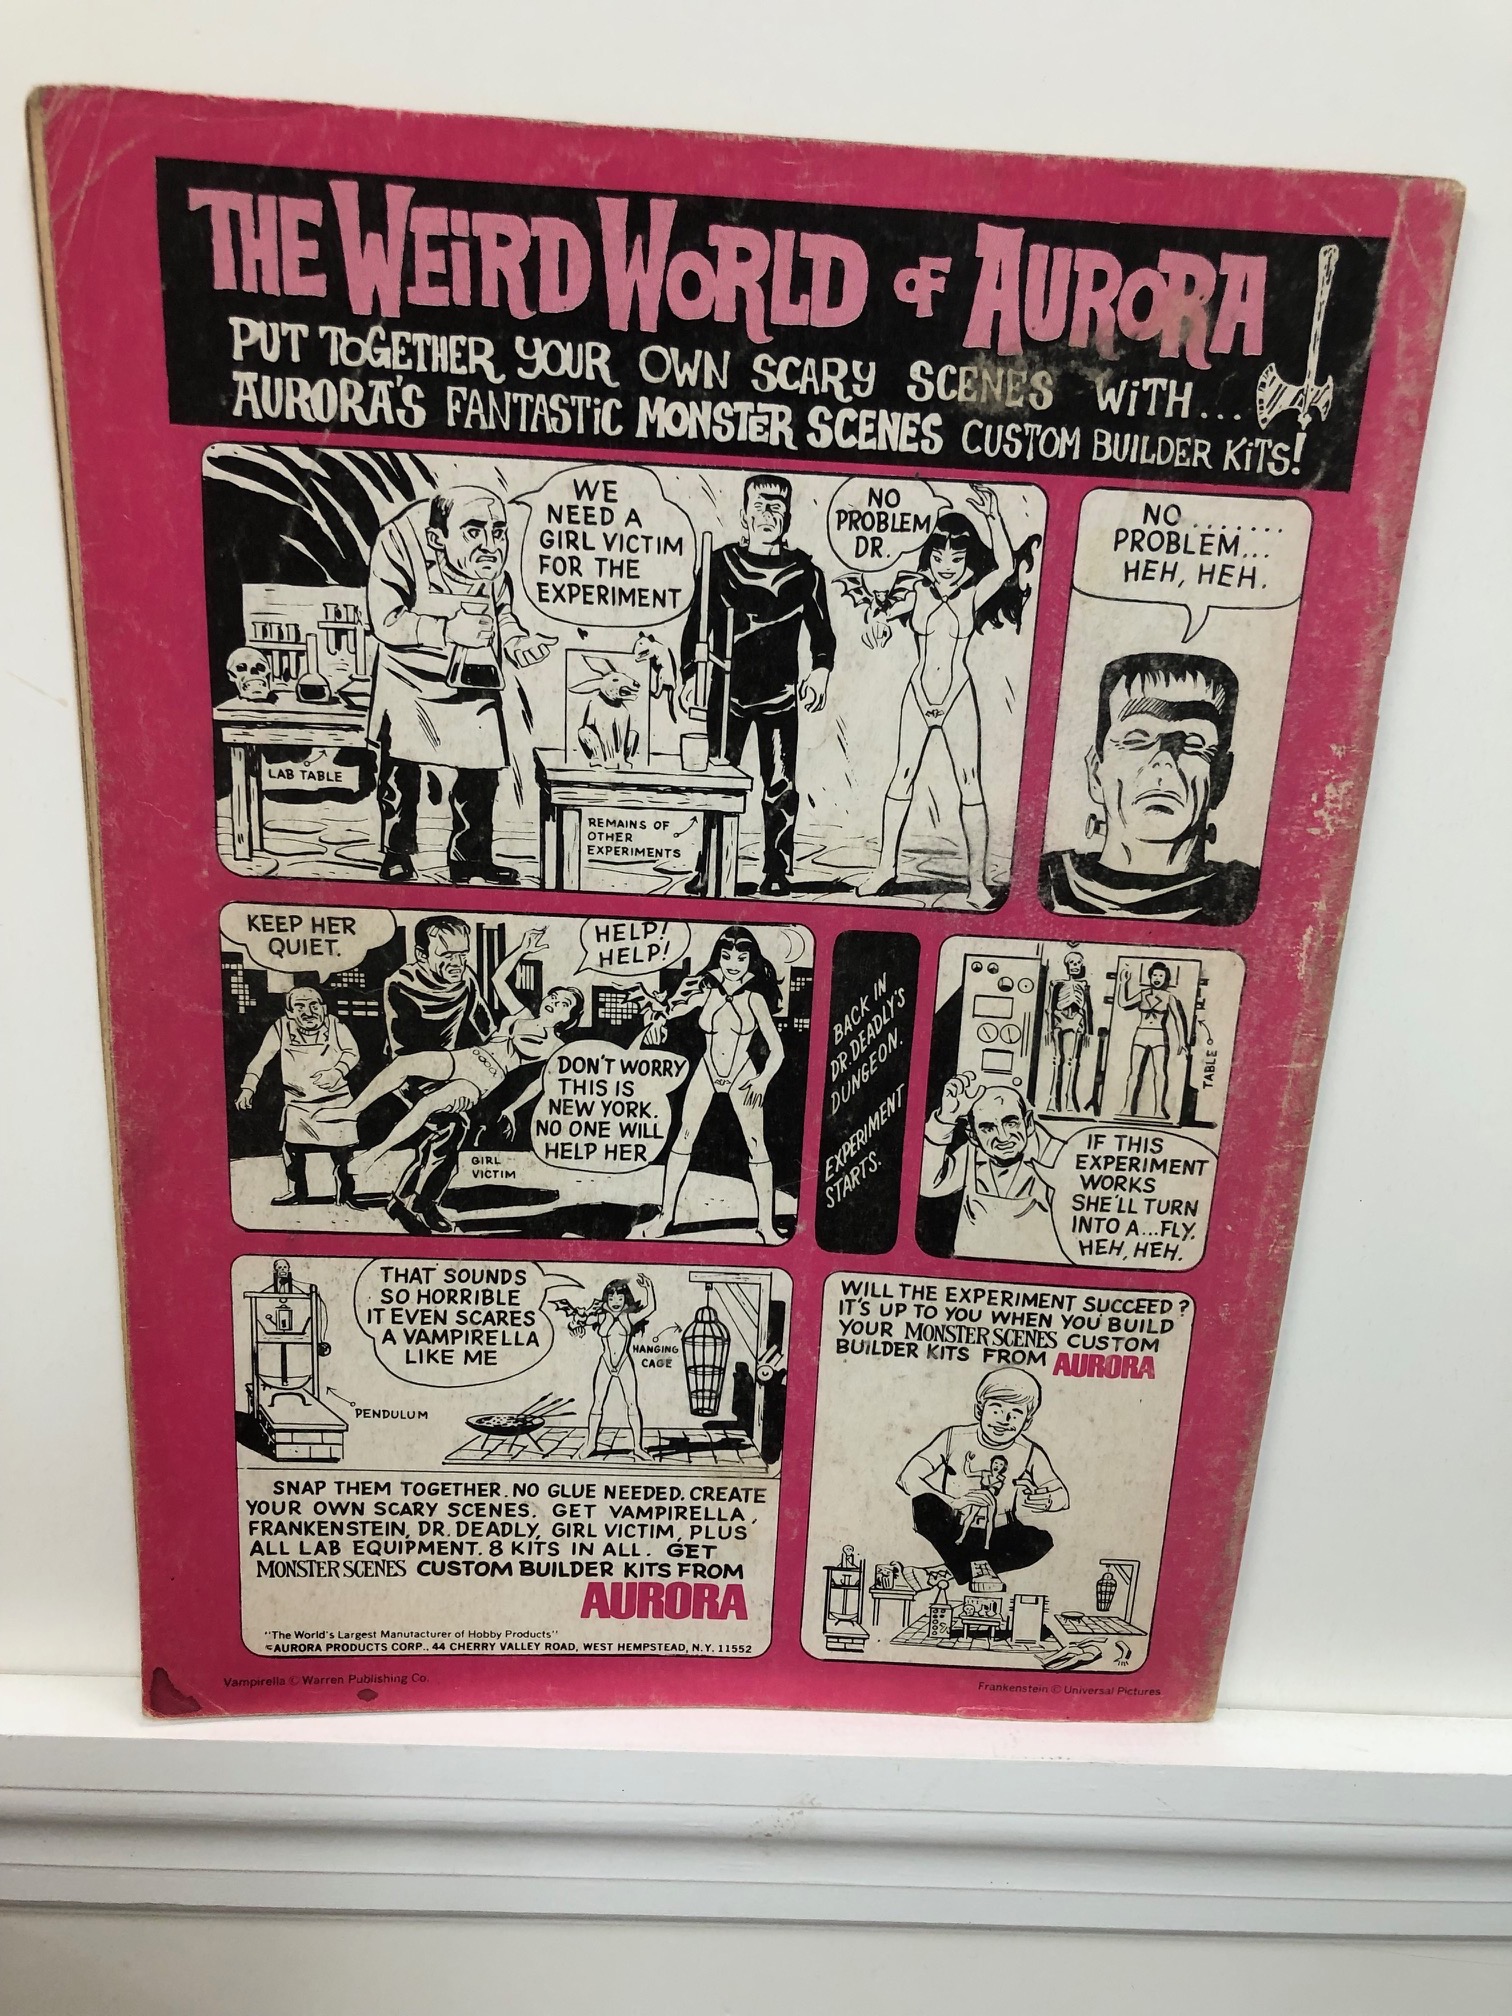 THE WEIRD WORLD OF AURORA
PUT TOGETHER YOUR OWN SCARY SCENES WITH...
AURORA'S FANTASTIC MONSTER SCENES CUSTOM BUILDER KITS!
WE
NEED A
GIRL VICTIM
FOR THE
EXPERIMENT
NO
PROBLEM
DR.
LAB TABLE
REMAINS OF
OTHER
EXPERIMENTS
NO........
PROBLEM...
HEH, HEH.
KEEP HER
QUIET.
HELP!
HELP!
DON'T WORRY
THIS IS
NEW YORK.
NO ONE WILL
HELP HER
GIRL
VICTIM
BACK IN
DR. DEADLY'S
DUNGEON.
EXPERIMENT
STARTS.
TABLE
IF THIS
EXPERIMENT
WORKS
SHE'LL TURN
INTO A...FLY.
HEH, HEH.
THAT SOUNDS
SO HORRIBLE
IT EVEN SCARES
A VAMPIRELLA
LIKE ME
HANGING
CAGE
PENDULUM
SNAP THEM TOGETHER. NO GLUE NEEDED. CREATE
YOUR OWN SCARY SCENES. GET VAMPIRELLA,
FRANKENSTEIN, DR. DEADLY, GIRL VICTIM, PLUS
ALL LAB EQUIPMENT. 8 KITS IN ALL. GET
MONSTER SCENES CUSTOM BUILDER KITS FROM
AURORA
"The World's Largest Manufacturer of Hobby Products"
©AURORA PRODUCTS CORP., 44 CHERRY VALLEY ROAD, WEST HEMPSTEAD, N.Y. 11552
WILL THE EXPERIMENT SUCCEED?
IT'S UP TO YOU WHEN YOU BUILD
YOUR MONSTER SCENES CUSTOM
BUILDER KITS FROM AURORA
Vampirella © Warren Publishing Co.
Frankenstein © Universal Pictures